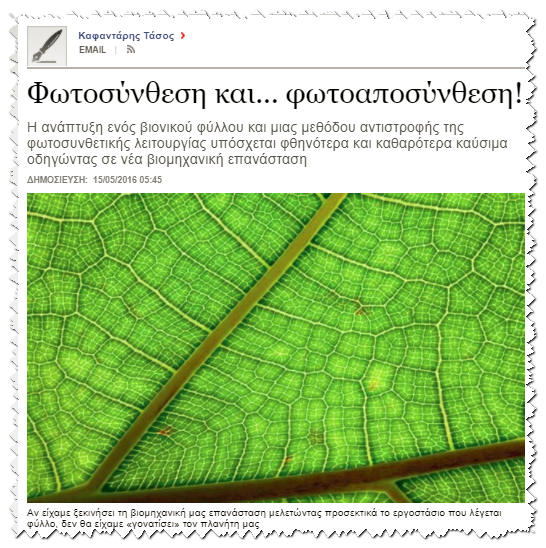 Καφαντάρης Τάσος
EMAIL
Φωτοσύνθεση και... φωτοαποσύνθεση!
Η ανάπτυξη ενός βιονικού φύλλου και μιας μεθόδου αντιστροφής της
φωτοσυνθετικής λειτουργίας υπόσχεται φθηνότερα και καθαρότερα καύσιμα
οδηγώντας σε νέα βιομηχανική επανάσταση
ΔΗΜΟΣΙΕΥΣΗ: 15/05/2016 05:45
Αν είχαμε ξεκινήσει τη βιομηχανική μας επανάσταση μελετώντας προσεκτικά το εργοστάσιο που λέγεται
φύλλο, δεν θα είχαμε «γονατίσει» τον πλανήτη μας